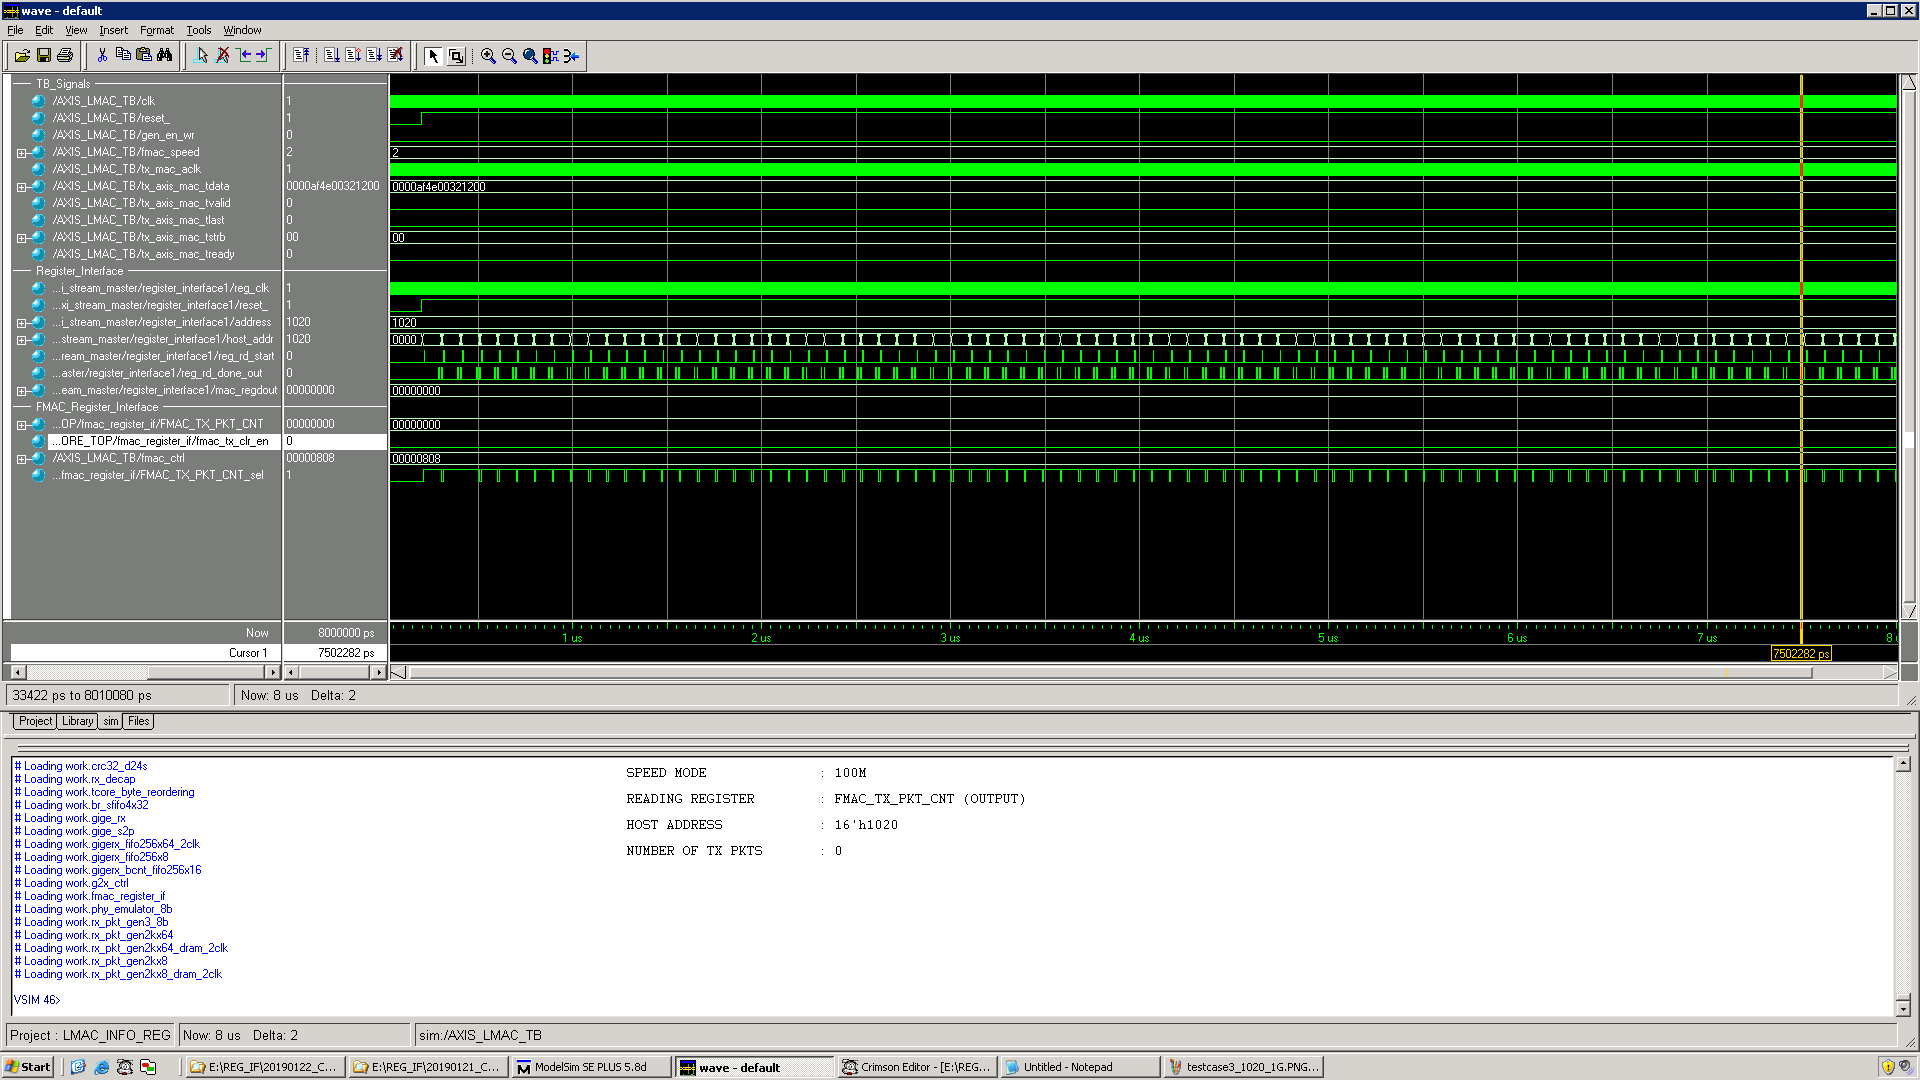 wave - default
File Edit View Insert Format Tools Window
TB_Signals
/AXIS_LMAC_TB/clk 1
/AXIS_LMAC_TB/reset_ 1
/AXIS_LMAC_TB/gen_en_wr 0
/AXIS_LMAC_TB/fmac_speed 2 2
/AXIS_LMAC_TB/tx_mac_aclk 1
/AXIS_LMAC_TB/tx_axis_mac_tdata 0000af4e00321200 0000af4e00321200
/AXIS_LMAC_TB/tx_axis_mac_tvalid 0
/AXIS_LMAC_TB/tx_axis_mac_tlast 0
/AXIS_LMAC_TB/tx_axis_mac_tstrb 00 00
/AXIS_LMAC_TB/tx_axis_mac_tready 0
Register_Interface
...i_stream_master/register_interface1/reg_clk 1
...xi_stream_master/register_interface1/reset_ 1
...i_stream_master/register_interface1/address 1020 1020
...stream_master/register_interface1/host_addr 1020 0000
...ream_master/register_interface1/reg_rd_start 0
...aster/register_interface1/reg_rd_done_out 0
...eam_master/register_interface1/mac_regdout 00000000 00000000
FMAC_Register_Interface
...OP/fmac_register_if/FMAC_TX_PKT_CNT 00000000 00000000
...ORE_TOP/fmac_register_if/fmac_tx_clr_en 0
/AXIS_LMAC_TB/fmac_ctrl 00000808 00000808
...fmac_register_if/FMAC_TX_PKT_CNT_sel 1
Now 8000000 ps 1 us 2 us 3 us 4 us 5 us 6 us 7 us 8 u
Cursor 1 7502282 ps 7502282 ps
33422 ps to 8010080 ps Now: 8 us Delta: 2
Project Library sim Files
# Loading work.crc32_d24s
# Loading work.rx_decap
# Loading work.tcore_byte_reordering
# Loading work.br_sfifo4x32
# Loading work.gige_rx
# Loading work.gige_s2p
# Loading work.gigerx_fifo256x64_2clk
# Loading work.gigerx_fifo256x8
# Loading work.gigerx_bcnt_fifo256x16
# Loading work.g2x_ctrl
# Loading work.fmac_register_if
# Loading work.phy_emulator_8b
# Loading work.rx_pkt_gen3_8b
# Loading work.rx_pkt_gen2kx64
# Loading work.rx_pkt_gen2kx64_dram_2clk
# Loading work.rx_pkt_gen2kx8
# Loading work.rx_pkt_gen2kx8_dram_2clk
VSIM 46>
SPEED MODE : 100M
READING REGISTER : FMAC_TX_PKT_CNT (OUTPUT)
HOST ADDRESS : 16'h1020
NUMBER OF TX PKTS : 0
Project : LMAC_INFO_REG Now: 8 us Delta: 2 sim:/AXIS_LMAC_TB
Start E:\REG_IF\20190122_C... E:\REG_IF\20190121_C... ModelSim SE PLUS 5.8d wave - default Crimson Editor - [E:\REG... Untitled - Notepad testcase3_1020_1G.PNG...